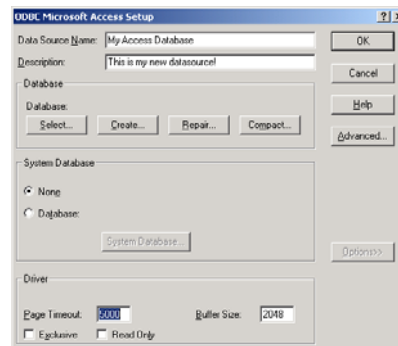 ODBC Microsoft Access Setup
Data Source Name: My Access Database
Description: This is my new datasource!
OK
Cancel
Help
Advanced...
Database
Database:
Select... Create... Repair... Compact...
System Database
None
Database:
System Database...
Options>>
Driver
Page Timeout: 5000 Buffer Size: 2048
Exclusive Read Only